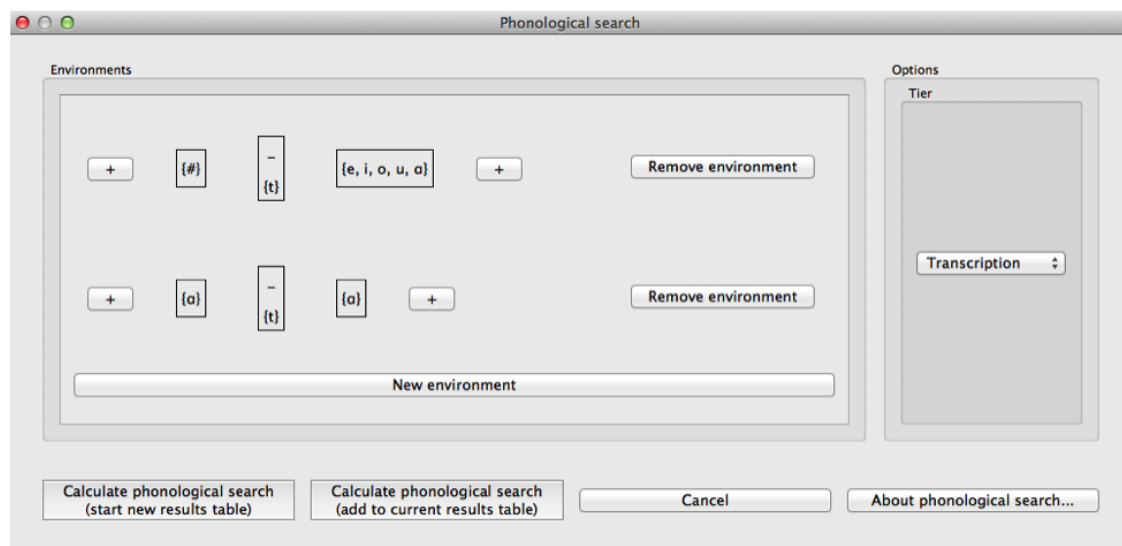 Phonological search
Environments
+ {#} _ {t} {e, i, o, u, ɑ} + Remove environment
+ {ɑ} _ {t} {ɑ} + Remove environment
New environment
Options
Tier
Transcription
Calculate phonological search
(start new results table)
Calculate phonological search
(add to current results table)
Cancel
About phonological search...